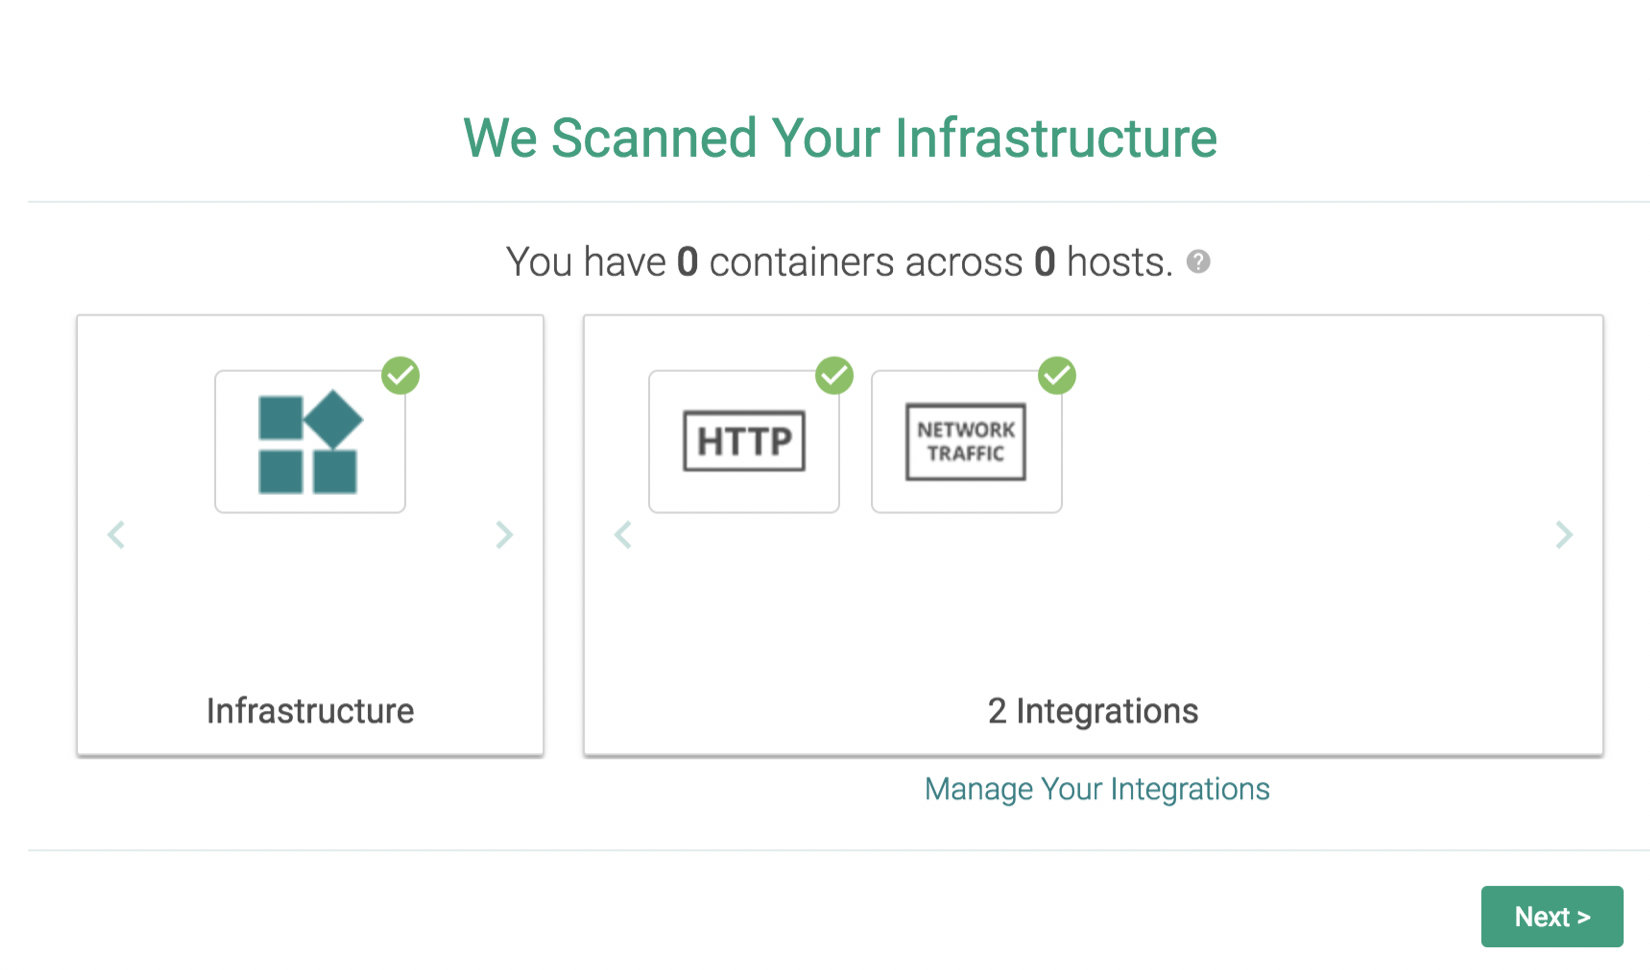 We Scanned Your Infrastructure
You have 0 containers across 0 hosts. ?
HTTP
NETWORK
TRAFFIC
Infrastructure
2 Integrations
Manage Your Integrations
Next >